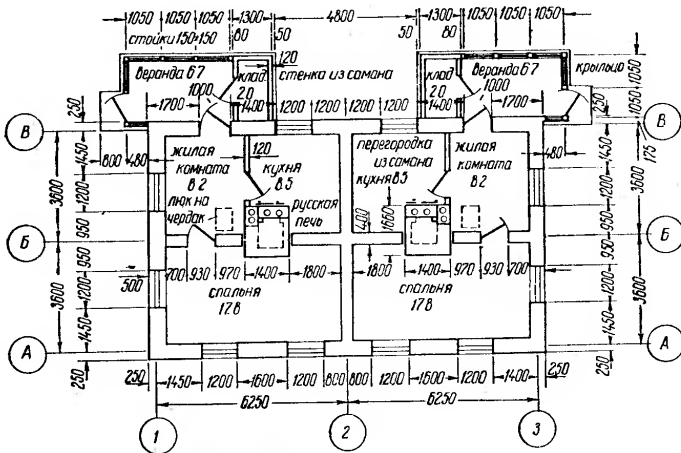 1050 1050 1050 1300 4800 1300 1050 1050 1050
стойки 150×150 80 50 50 80
120
веранда 6.7 клад. 2.0 стенка из самана клад. 2.0 веранда 6.7 крыльцо
1000 1000
1700 1400 1200 1200 1200 1200 1400 1700
250 1050 1050 250
В В
800 480 480 175
120
жилая комната 8.2
кухня 8.5
перегородка из самана
кухня 8.5
жилая комната 8.2
люк на чердак
русская печь
400 1660
1450 1200 950 950 1200 1450
3600 3600
1450 1200 950 950 1200 1450
3600 3600
Б Б
700 930 970 1400 1800 1800 1400 970 930 700
500
спальня 17.8 спальня 17.8
А А
250 250
250 1450 1200 1600 1200 800 800 1200 1600 1200 1400 250
6250 6250
1 2 3